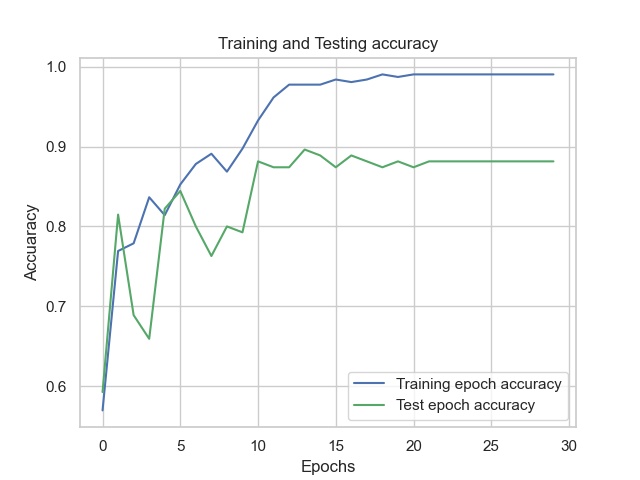 Training and Testing accuracy
1.0
0.9
0.8
0.7
0.6
Accuaracy
0 5 10 15 20 25 30
Epochs
Training epoch accuracy
Test epoch accuracy